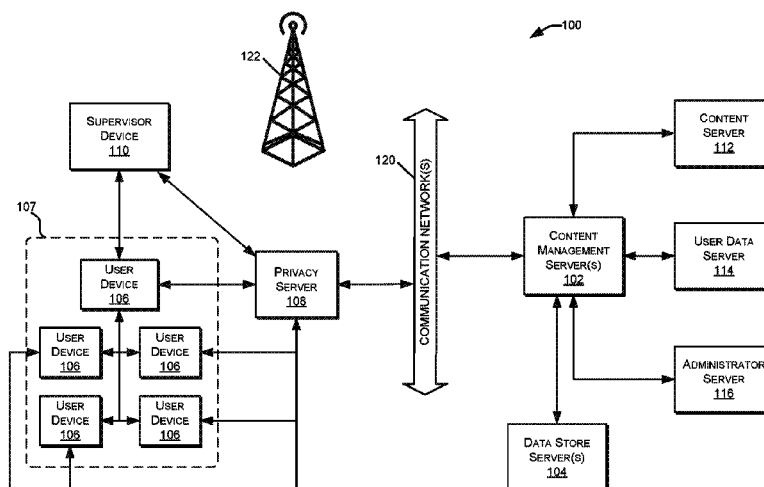 100
122
SUPERVISOR
DEVICE
110
CONTENT
SERVER
112
120
COMMUNICATION NETWORK(S)
107
CONTENT
MANAGEMENT
SERVER(S)
102
USER DATA
SERVER
114
USER
DEVICE
106
PRIVACY
SERVER
108
USER
DEVICE
106
USER
DEVICE
106
ADMINISTRATOR
SERVER
116
USER
DEVICE
106
USER
DEVICE
106
DATA STORE
SERVER(S)
104